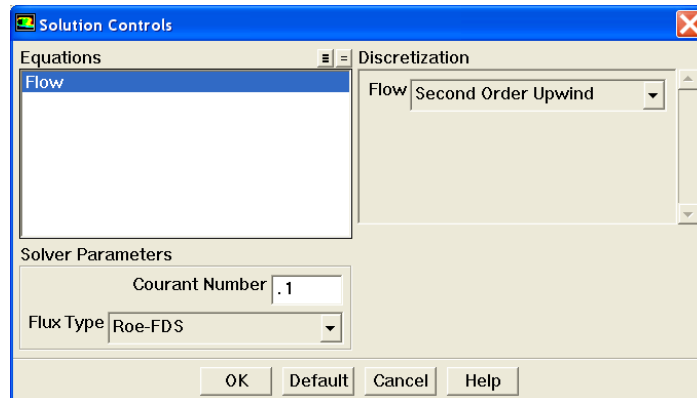 Solution Controls
Equations
Discretization
Flow
Flow Second Order Upwind
Solver Parameters
Courant Number .1
Flux Type Roe-FDS
OK Default Cancel Help